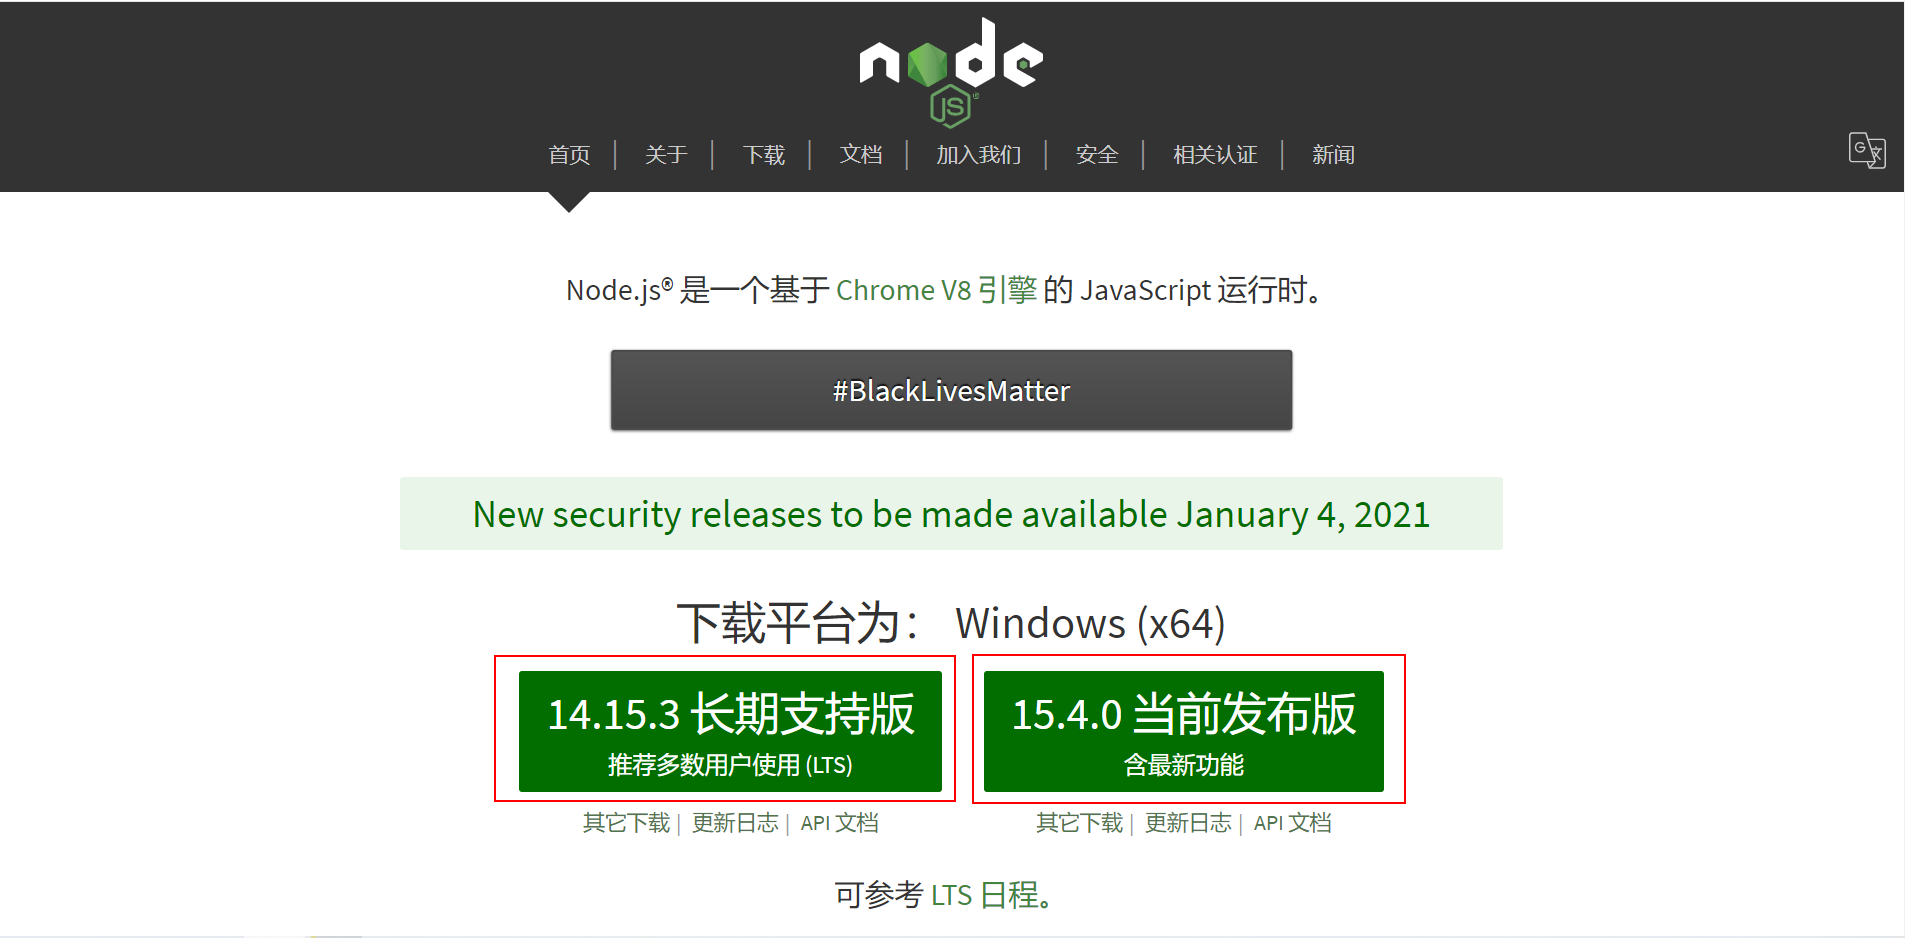 node
JS
首页 | 关于 | 下载 | 文档 | 加入我们 | 安全 | 相关认证 | 新闻
G 文
Node.js® 是一个基于 Chrome V8 引擎 的 JavaScript 运行时。
#BlackLivesMatter
New security releases to be made available January 4, 2021
下载平台为： Windows (x64)
14.15.3 长期支持版
推荐多数用户使用 (LTS)
15.4.0 当前发布版
含最新功能
其它下载 | 更新日志 | API 文档
其它下载 | 更新日志 | API 文档
可参考 LTS 日程。